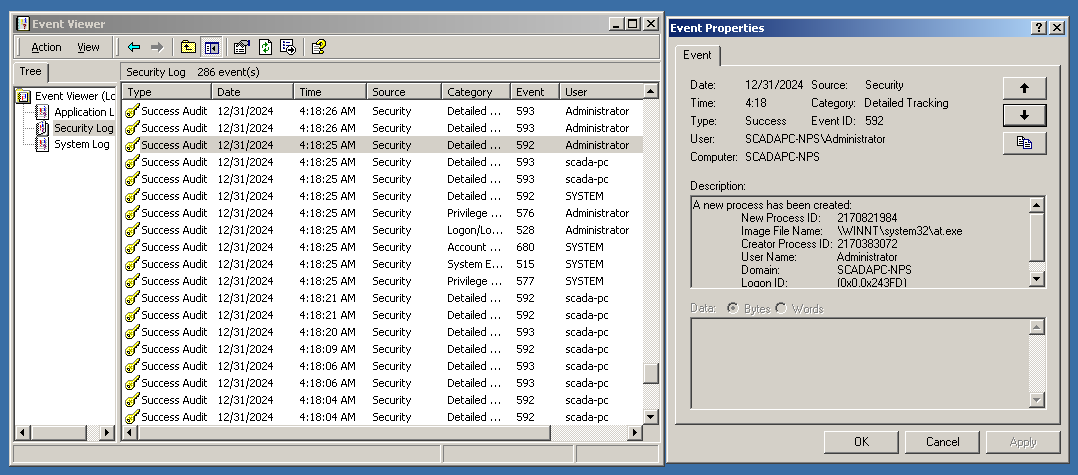 Event Viewer
Action View
Tree
Security Log 286 event(s)
Event Viewer (Lo
Application L
Security Log
System Log
Type Date Time Source Category Event User
Success Audit 12/31/2024 4:18:26 AM Security Detailed ... 593 Administrator
Success Audit 12/31/2024 4:18:26 AM Security Detailed ... 593 Administrator
Success Audit 12/31/2024 4:18:25 AM Security Detailed ... 592 Administrator
Success Audit 12/31/2024 4:18:25 AM Security Detailed ... 593 scada-pc
Success Audit 12/31/2024 4:18:25 AM Security Detailed ... 593 scada-pc
Success Audit 12/31/2024 4:18:25 AM Security Detailed ... 592 SYSTEM
Success Audit 12/31/2024 4:18:25 AM Security Privilege ... 576 Administrator
Success Audit 12/31/2024 4:18:25 AM Security Logon/Lo... 528 Administrator
Success Audit 12/31/2024 4:18:25 AM Security Account ... 680 SYSTEM
Success Audit 12/31/2024 4:18:25 AM Security System E... 515 SYSTEM
Success Audit 12/31/2024 4:18:25 AM Security Privilege ... 577 SYSTEM
Success Audit 12/31/2024 4:18:21 AM Security Detailed ... 592 scada-pc
Success Audit 12/31/2024 4:18:21 AM Security Detailed ... 592 scada-pc
Success Audit 12/31/2024 4:18:20 AM Security Detailed ... 593 scada-pc
Success Audit 12/31/2024 4:18:09 AM Security Detailed ... 592 scada-pc
Success Audit 12/31/2024 4:18:06 AM Security Detailed ... 593 scada-pc
Success Audit 12/31/2024 4:18:06 AM Security Detailed ... 593 scada-pc
Success Audit 12/31/2024 4:18:04 AM Security Detailed ... 592 scada-pc
Success Audit 12/31/2024 4:18:04 AM Security Detailed ... 592 scada-pc
Event Properties
Event
Date: 12/31/2024 Source: Security
Time: 4:18 Category: Detailed Tracking
Type: Success Event ID: 592
User: SCADAPC-NPS\Administrator
Computer: SCADAPC-NPS
Description:
A new process has been created:
New Process ID: 2170821984
Image File Name: \WINNT\system32\at.exe
Creator Process ID: 2170383072
User Name: Administrator
Domain: SCADAPC-NPS
Logon ID: (0x0,0x243FD)
Data: Bytes Words
OK Cancel Apply